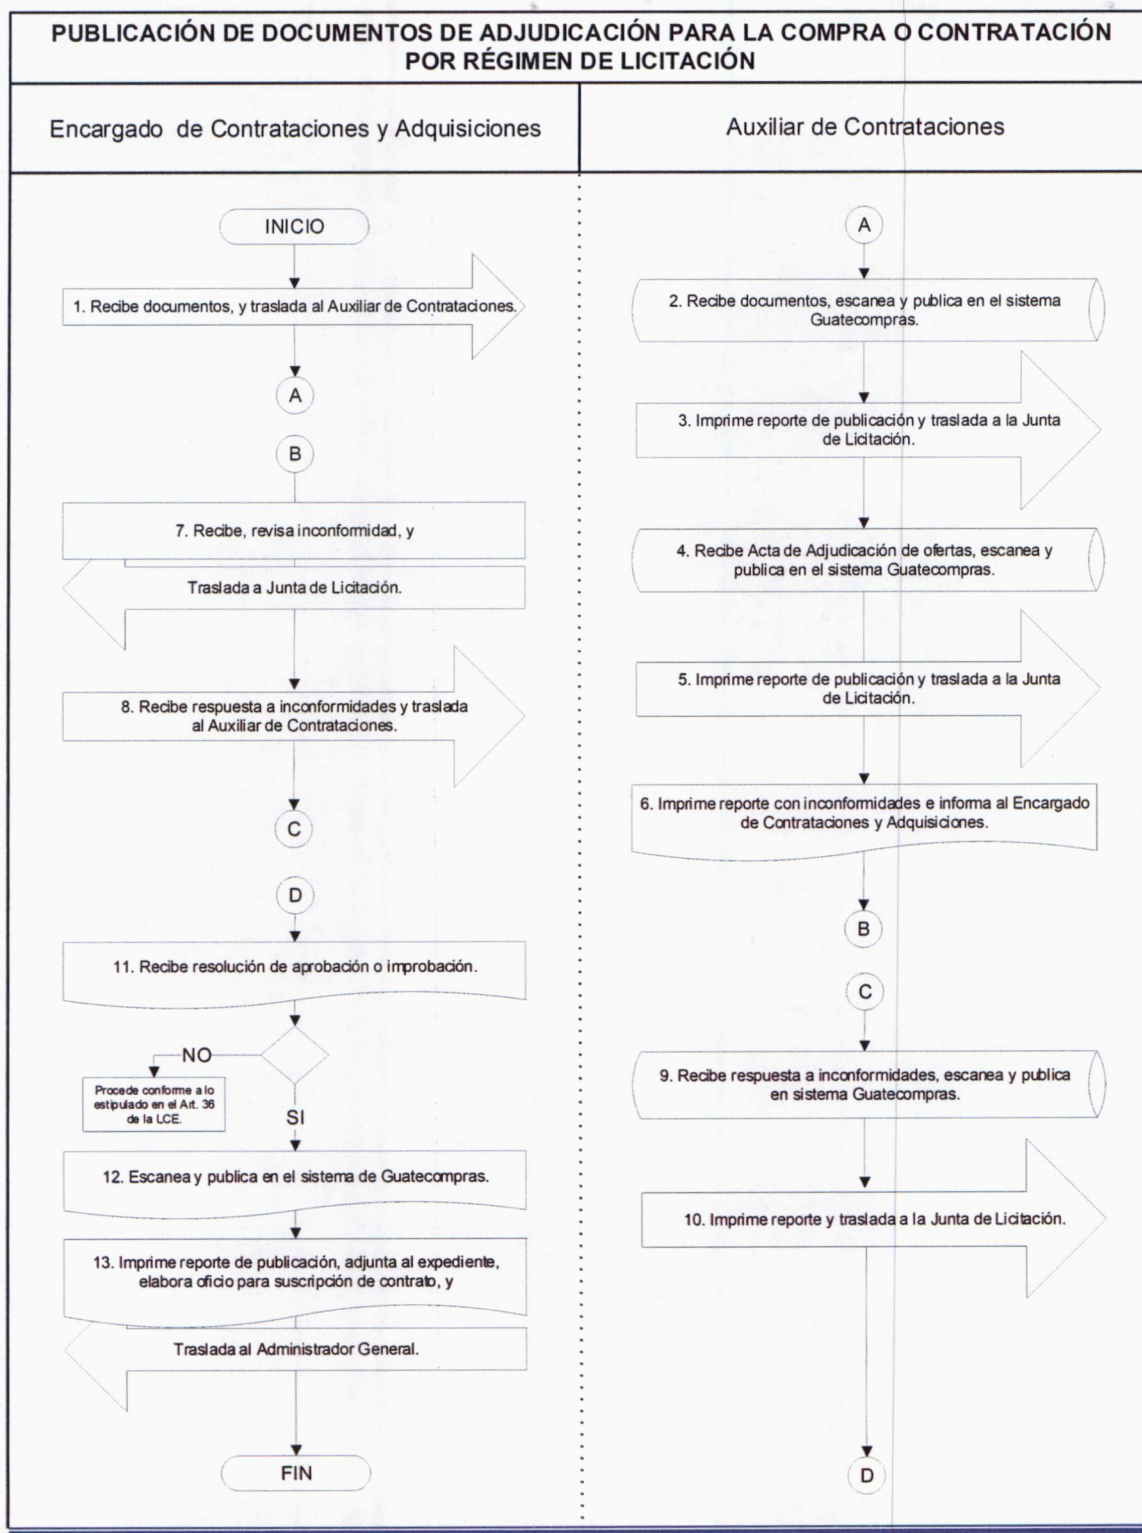 PUBLICACIÓN DE DOCUMENTOS DE ADJUDICACIÓN PARA LA COMPRA O CONTRATACIÓN
POR RÉGIMEN DE LICITACIÓN
Encargado de Contrataciones y Adquisiciones
INICIO
1. Recibe documentos, y traslada al Auxiliar de Contrataciones.
A
B
7. Recibe, revisa inconformidad, y
Traslada a Junta de Licitación.
8. Recibe respuesta a inconformidades y traslada
al Auxiliar de Contrataciones.
C
D
11. Recibe resolución de aprobación o improbación.
NO
Procede conforme a lo
estipulado en el Art. 36
de la LCE.
SI
12. Escanea y publica en el sistema de Guatecompras.
13. Imprime reporte de publicación, adjunta al expediente,
elabora oficio para suscripción de contrato, y
Traslada al Administrador General.
FIN
Auxiliar de Contrataciones
A
2. Recibe documentos, escanea y publica en el sistema
Guatecompras.
3. Imprime reporte de publicación y traslada a la Junta
de Licitación.
4. Recibe Acta de Adjudicación de ofertas, escanea y
publica en el sistema Guatecompras.
5. Imprime reporte de publicación y traslada a la Junta
de Licitación.
6. Imprime reporte con inconformidades e informa al Encargado
de Contrataciones y Adquisiciones.
B
C
9. Recibe respuesta a inconformidades, escanea y publica
en sistema Guatecompras.
10. Imprime reporte y traslada a la Junta de Licitación.
D